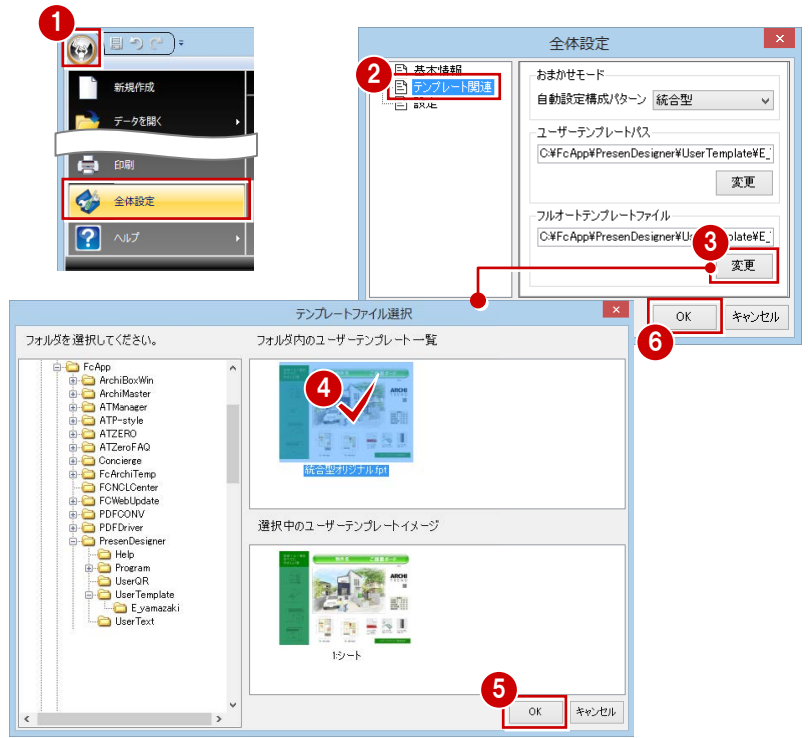 1
新規作成
データを開く
印刷
全体設定
ヘルプ
全体設定
2
基本情報
テンプレート関連
設定
おまかせモード
自動設定構成パターン 統合型
ユーザーテンプレートパス
C:¥FcApp¥PresenDesigner¥UserTemplate¥E_
変更
フルオートテンプレートファイル
3
変更
OK
キャンセル
6
テンプレートファイル選択
フォルダを選択してください。
FcApp
ArchiBoxWin
ArchiMaster
ATManager
ATP-style
ATZERO
ATZeroFAQ
Concierge
FcArchiTemp
FCNCLCenter
FCWebUpdate
PDFCONV
PDFDriver
PresenDesigner
Help
Program
UserQR
UserTemplate
E_yamazaki
UserText
フォルダ内のユーザーテンプレート一覧
4
ARCHI
統合型オリジナル.fpt
選択中のユーザーテンプレートイメージ
ARCHI
1:シート
5
OK
キャンセル